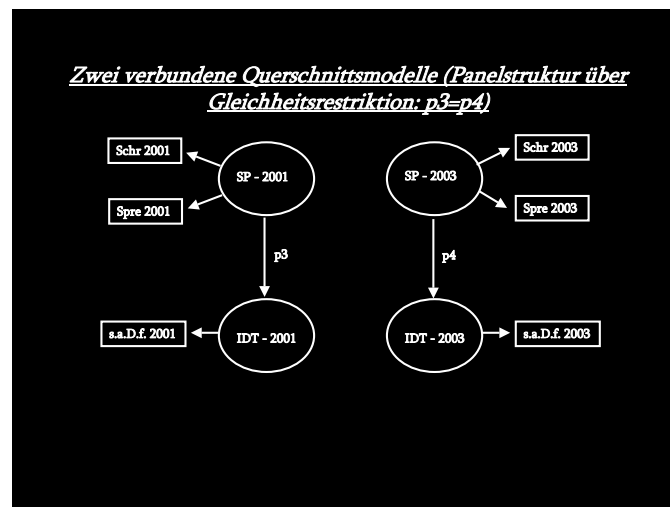 Zwei verbundene Querschnittsmodelle (Panelstruktur über
Gleichheitsrestriktion: p3=p4)
Schr 2001
SP - 2001
SP - 2003
Schr 2003
Spre 2001
Spre 2003
p3
p4
s.a.D.f. 2001
IDT - 2001
IDT - 2003
s.a.D.f. 2003